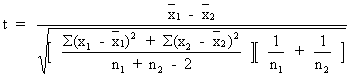 t = x̄₁ - x̄₂ / √[ Σ(x₁ - x̄₁)² + Σ(x₂ - x̄₂)² / n₁ + n₂ - 2 ][ 1/n₁ + 1/n₂ ]